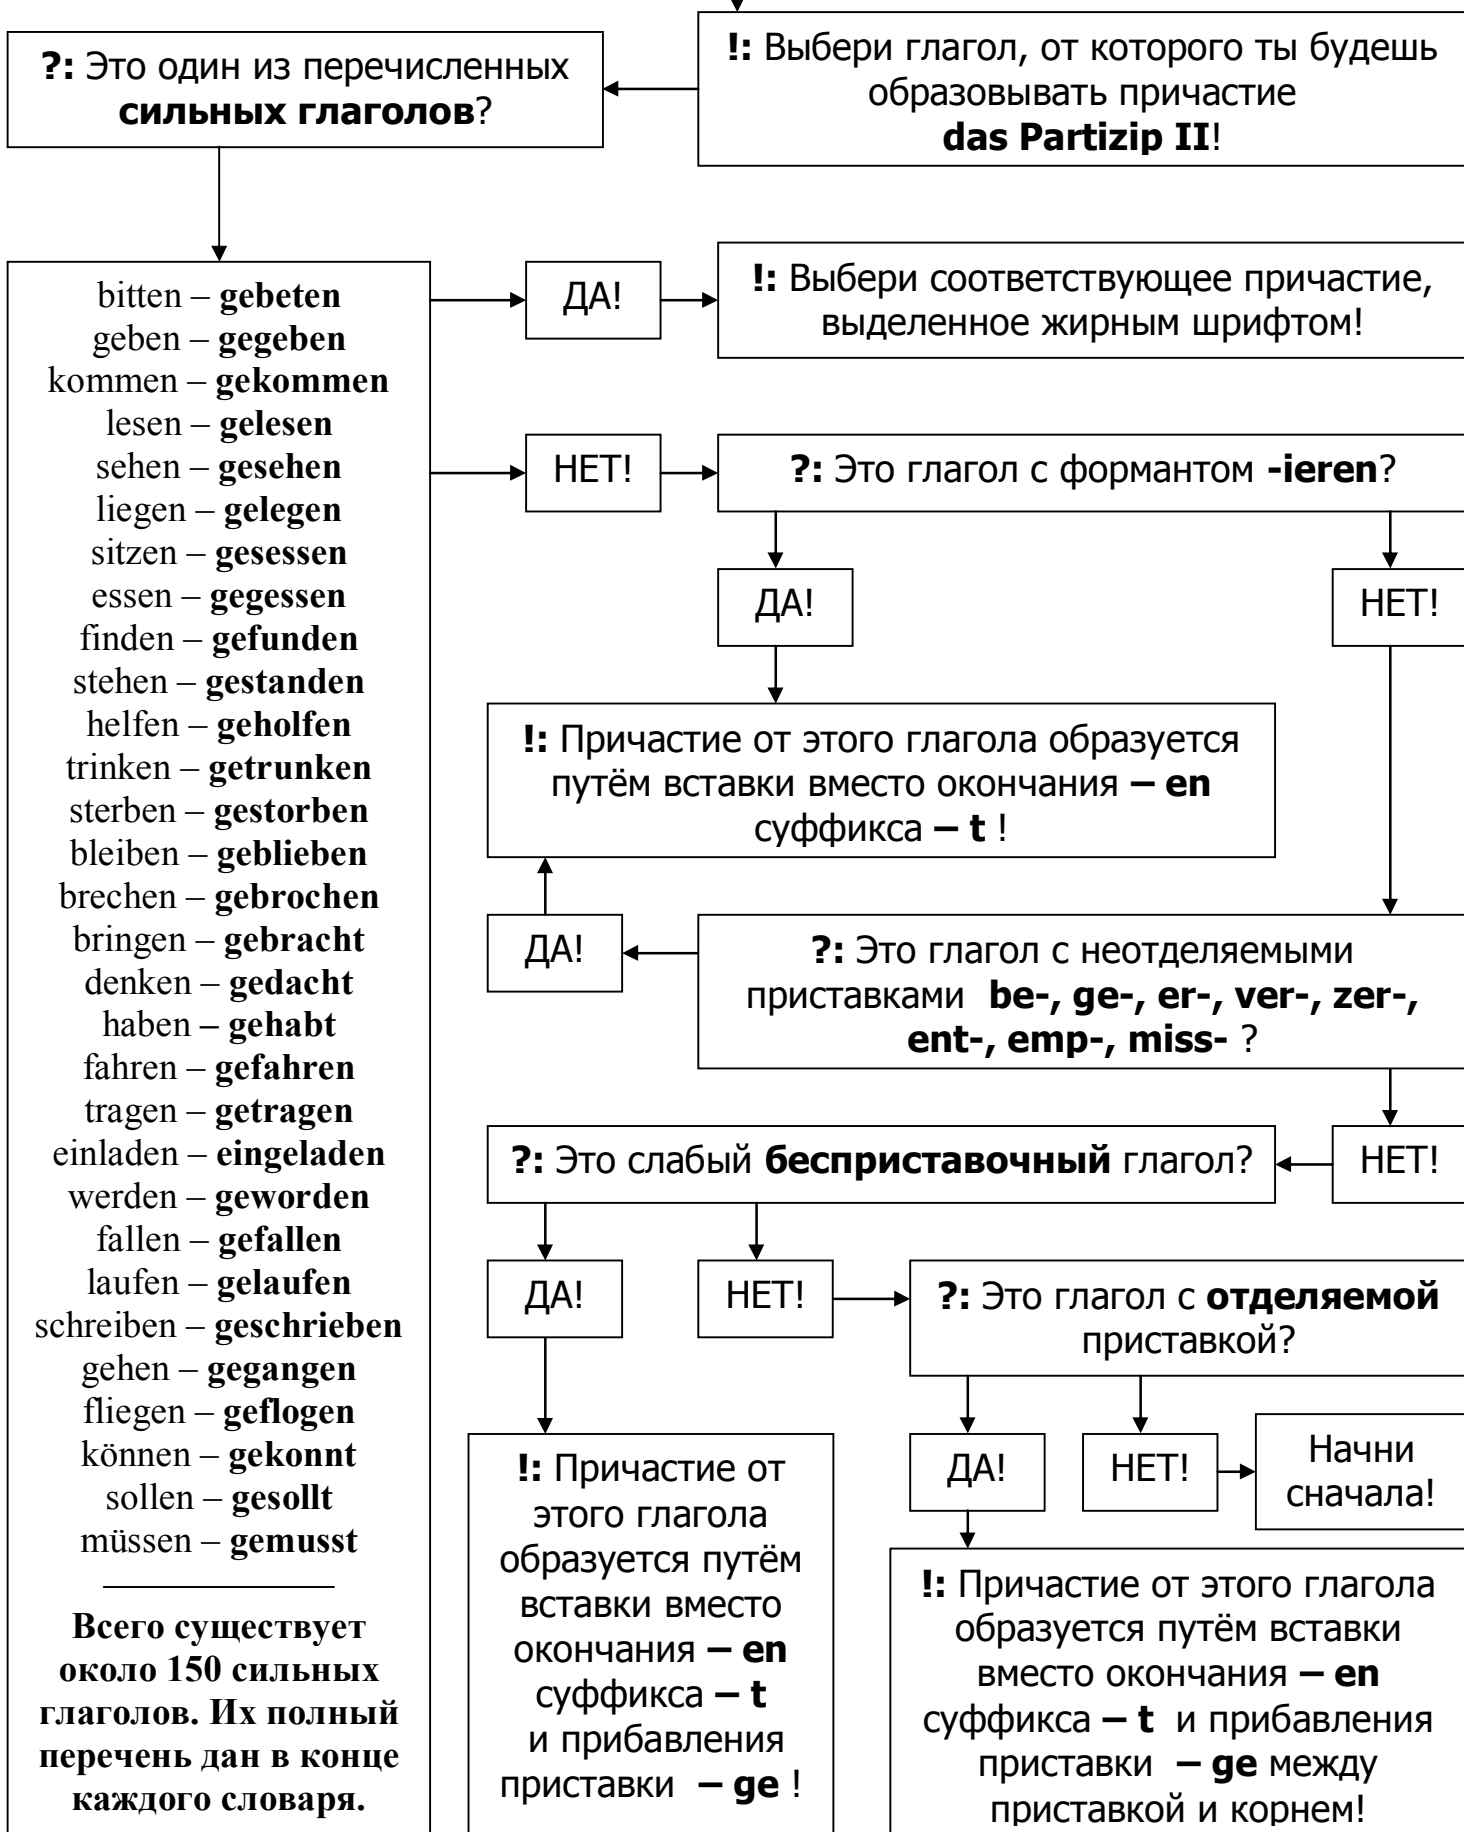 !: Выбери глагол, от которого ты будешь
образовывать причастие
das Partizip II!
?: Это один из перечисленных
сильных глаголов?
bitten – gebeten
geben – gegeben
kommen – gekommen
lesen – gelesen
sehen – gesehen
liegen – gelegen
sitzen – gesessen
essen – gegessen
finden – gefunden
stehen – gestanden
helfen – geholfen
trinken – getrunken
sterben – gestorben
bleiben – geblieben
brechen – gebrochen
bringen – gebracht
denken – gedacht
haben – gehabt
fahren – gefahren
tragen – getragen
einladen – eingeladen
werden – geworden
fallen – gefallen
laufen – gelaufen
schreiben – geschrieben
gehen – gegangen
fliegen – geflogen
können – gekonnt
sollen – gesollt
müssen – gemusst
Всего существует
около 150 сильных
глаголов. Их полный
перечень дан в конце
каждого словаря.
ДА!
!: Выбери соответствующее причастие,
выделенное жирным шрифтом!
НЕТ!
?: Это глагол с формантом -ieren?
ДА!
НЕТ!
!: Причастие от этого глагола образуется
путём вставки вместо окончания – en
суффикса – t !
ДА!
?: Это глагол с неотделяемыми
приставками be-, ge-, er-, ver-, zer-,
ent-, emp-, miss- ?
?: Это слабый бесприставочный глагол?
НЕТ!
ДА!
НЕТ!
?: Это глагол с отделяемой
приставкой?
!: Причастие от
этого глагола
образуется путём
вставки вместо
окончания – en
суффикса – t
и прибавления
приставки – ge !
ДА!
НЕТ!
Начни
сначала!
!: Причастие от этого глагола
образуется путём вставки
вместо окончания – en
суффикса – t и прибавления
приставки – ge между
приставкой и корнем!